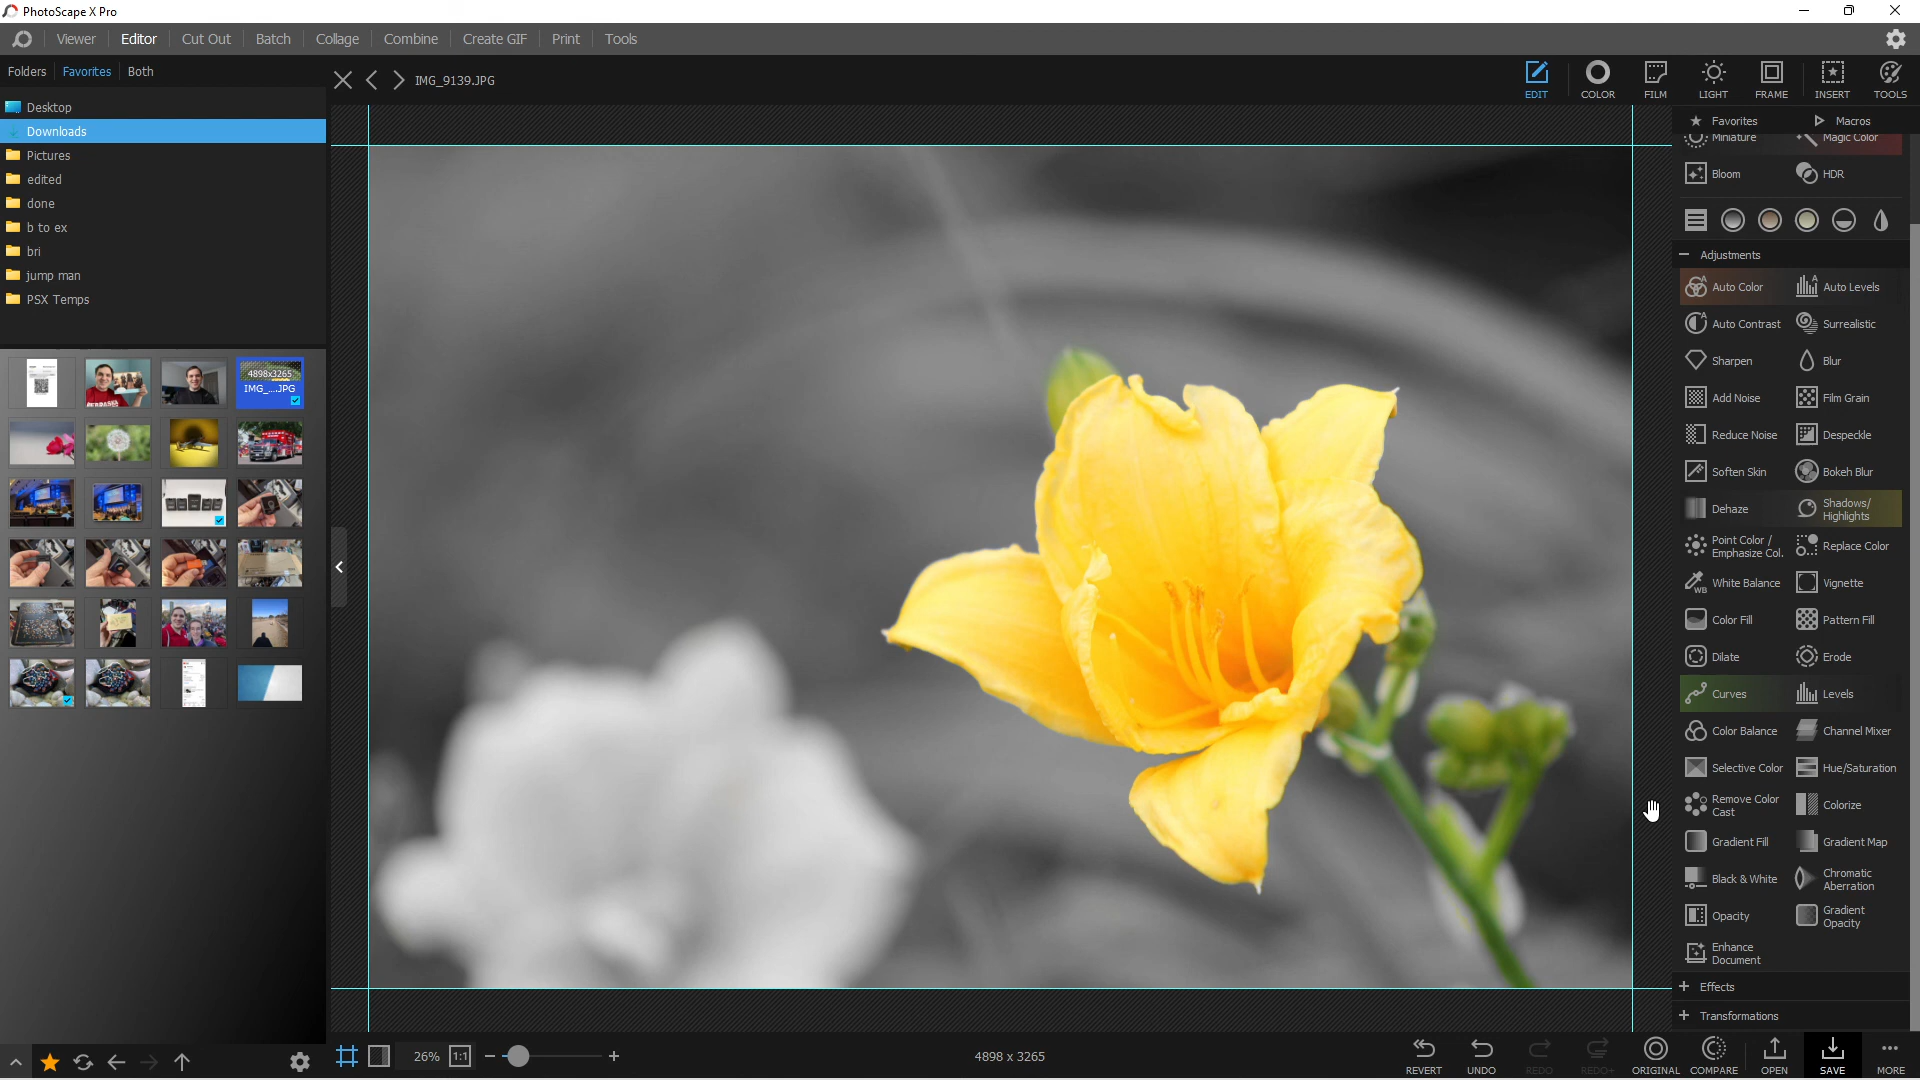 PhotoScape X Pro
Viewer Editor Cut Out Batch Collage Combine Create GIF Print Tools
Folders Favorites Both
IMG_9139.JPG
EDIT COLOR FILM LIGHT FRAME INSERT TOOLS
Desktop
Downloads
Pictures
edited
done
b to ex
bri
jump man
PSX Temps
4898x3265
IMG_...JPG
Favorites Macros
Miniature Magic Color
Bloom HDR
Adjustments
Auto Color Auto Levels
Auto Contrast Surrealistic
Sharpen Blur
Add Noise Film Grain
Reduce Noise Despeckle
Soften Skin Bokeh Blur
Dehaze Shadows/
Highlights
Point Color /
Emphasize Col. Replace Color
White Balance Vignette
Color Fill Pattern Fill
Dilate Erode
Curves Levels
Color Balance Channel Mixer
Selective Color Hue/Saturation
Remove Color
Cast Colorize
Gradient Fill Gradient Map
Black & White Chromatic
Aberration
Opacity Gradient
Opacity
Enhance
Document
Effects
Transformations
26% 1:1 4898 x 3265
REVERT UNDO REDO REDO+ ORIGINAL COMPARE OPEN SAVE MORE